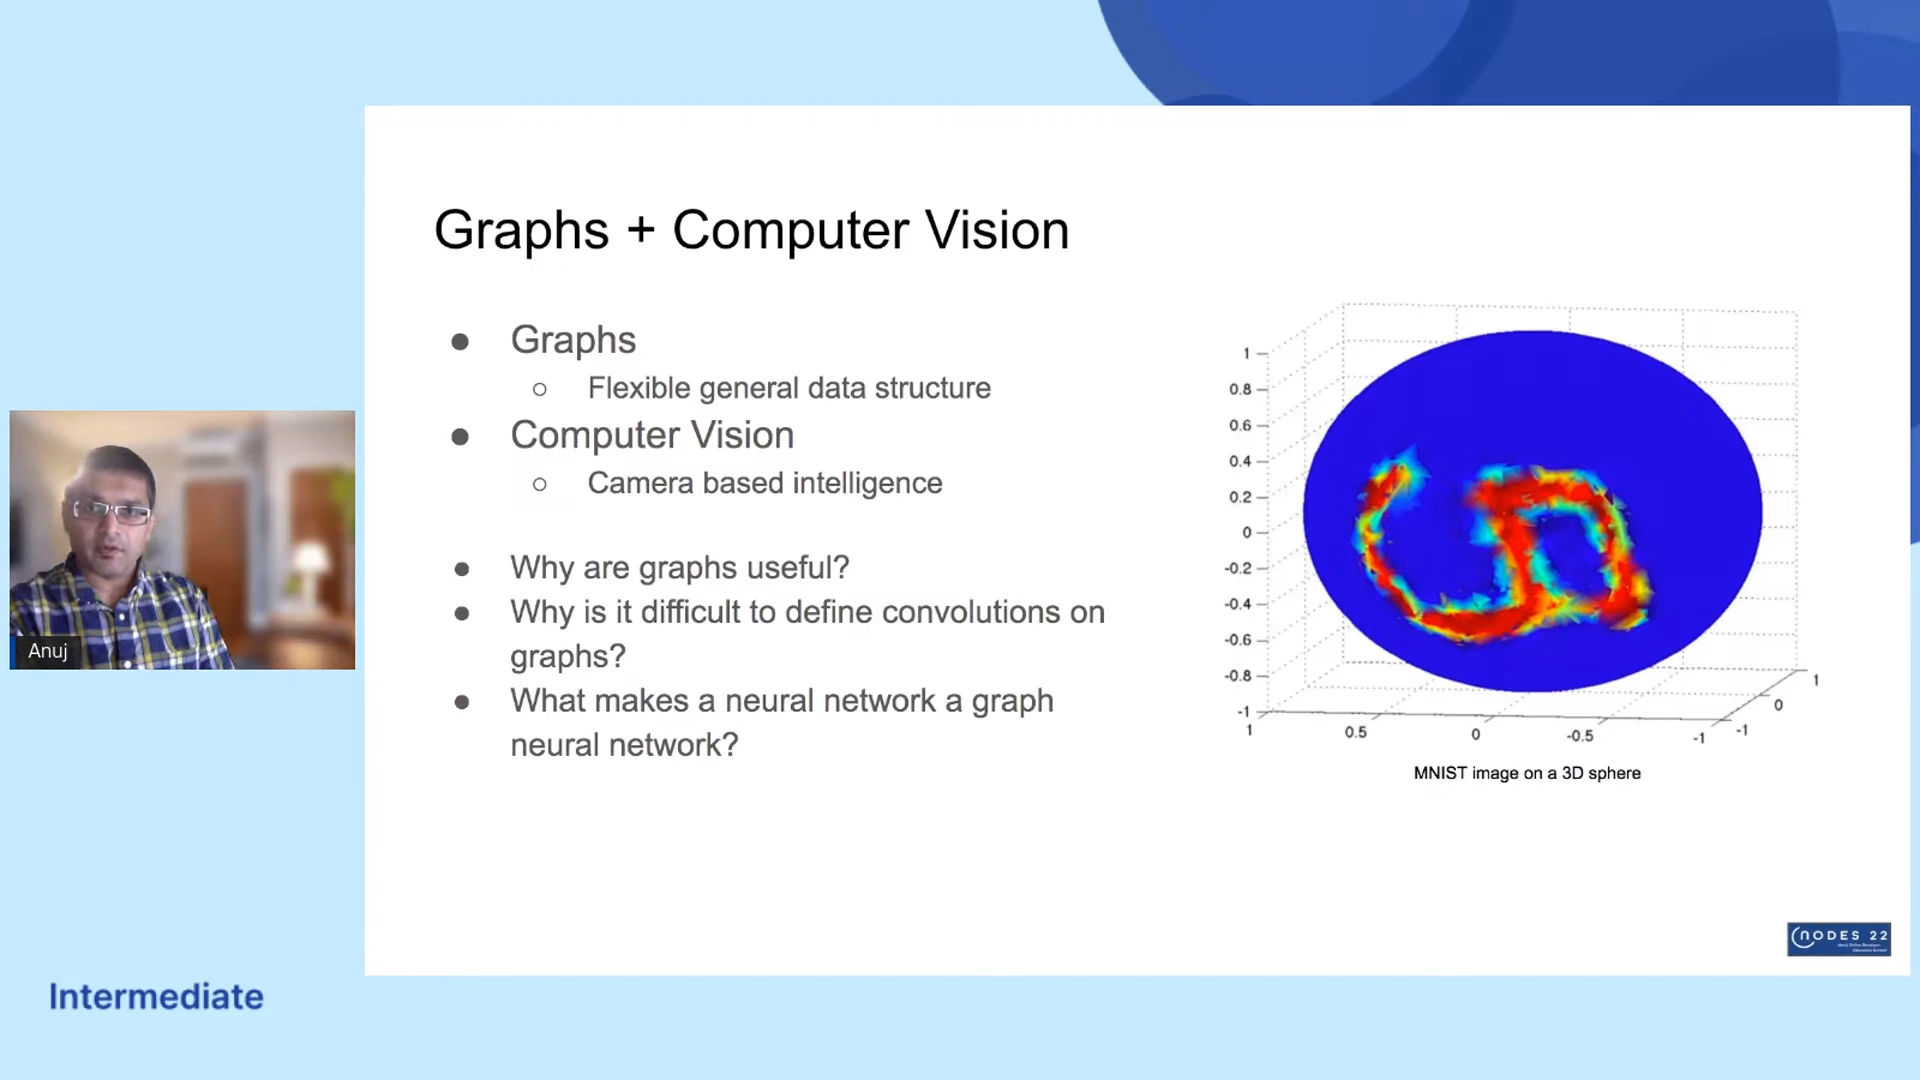 Graphs + Computer Vision
● Graphs
○ Flexible general data structure
● Computer Vision
○ Camera based intelligence
● Why are graphs useful?
● Why is it difficult to define convolutions on
graphs?
● What makes a neural network a graph
neural network?
1
0.8
0.6
0.4
0.2
0
-0.2
-0.4
-0.6
-0.8
-1
1
0.5
0
-0.5
-1
-1
0
1
MNIST image on a 3D sphere
Anuj
NODES 22
Intermediate